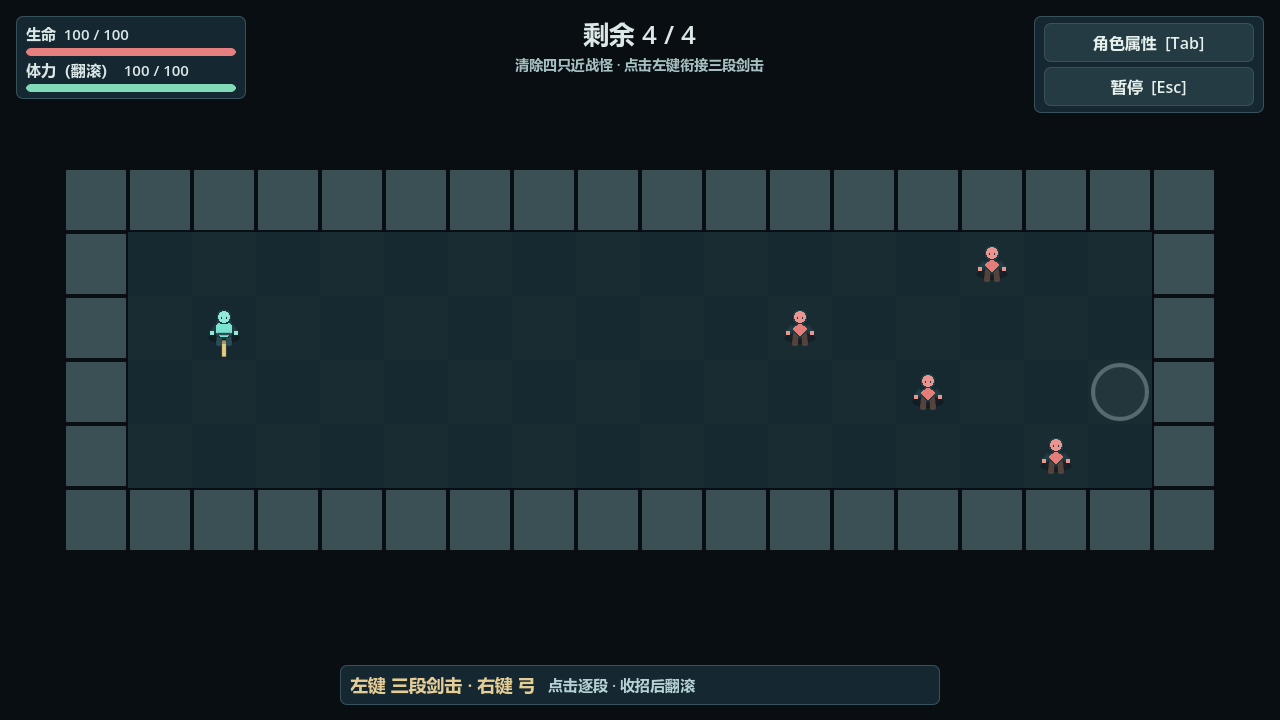 生命 100 / 100
体力（翻滚） 100 / 100
剩余 4 / 4
清除四只近战怪 · 点击左键衔接三段剑击
角色属性 [Tab]
暂停 [Esc]
左键 三段剑击 · 右键 弓 点击逐段 · 收招后翻滚